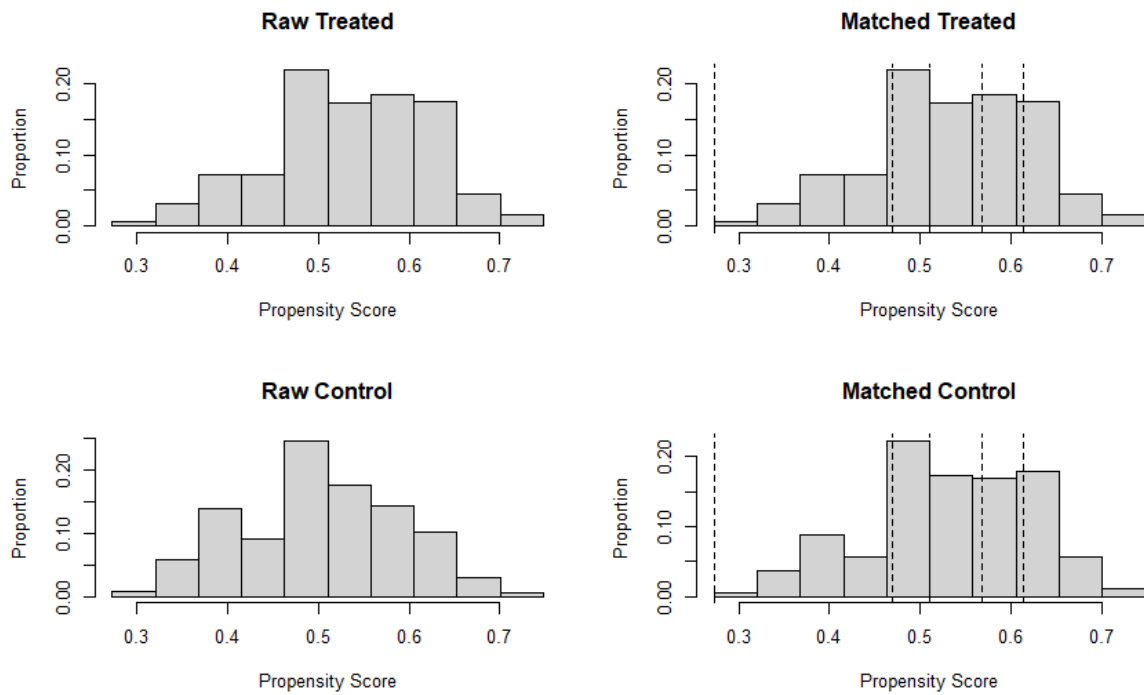 Raw Treated
Proportion
0.00 0.10 0.20
0.3 0.4 0.5 0.6 0.7
Propensity Score
Matched Treated
Proportion
0.00 0.10 0.20
0.3 0.4 0.5 0.6 0.7
Propensity Score
Raw Control
Proportion
0.00 0.10 0.20
0.3 0.4 0.5 0.6 0.7
Propensity Score
Matched Control
Proportion
0.00 0.10 0.20
0.3 0.4 0.5 0.6 0.7
Propensity Score